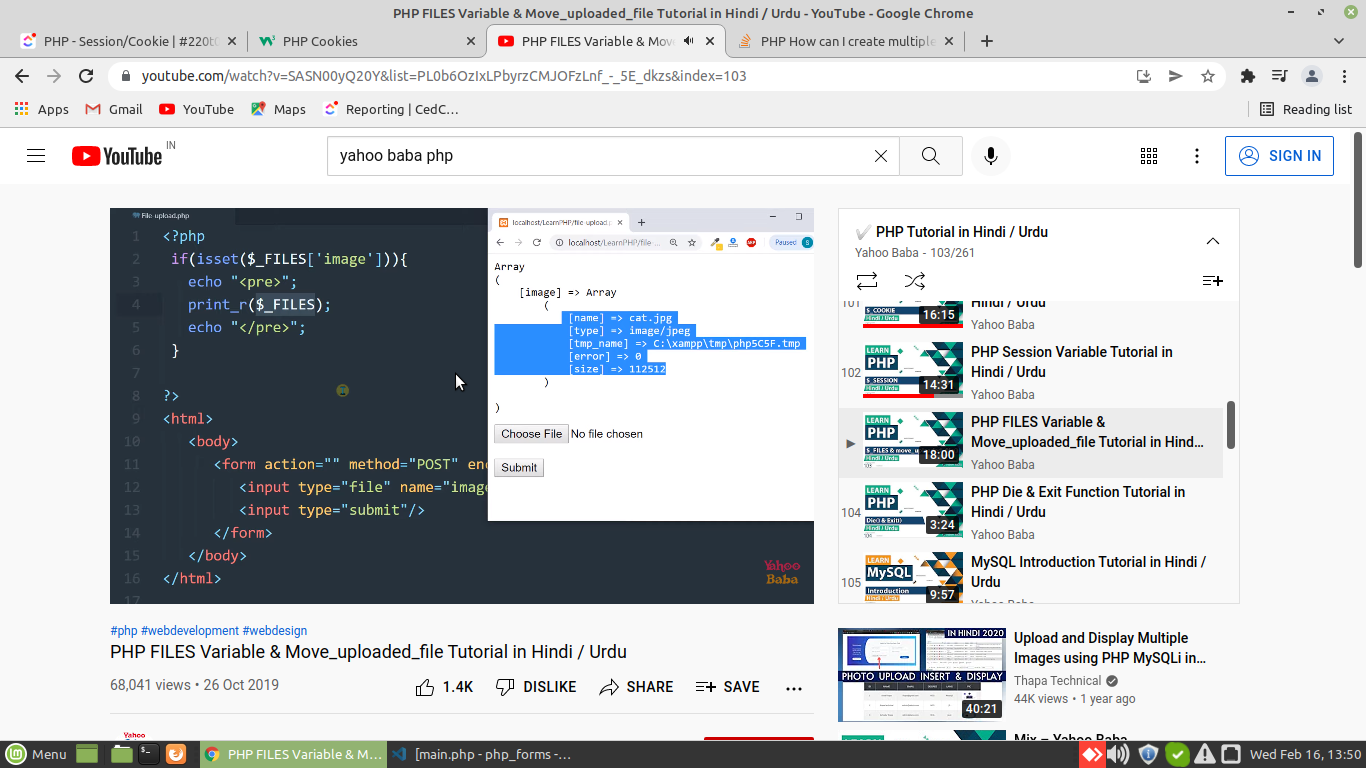 PHP FILES Variable & Move_uploaded_file Tutorial in Hindi / Urdu - YouTube - Google Chrome
PHP - Session/Cookie | #220t
PHP Cookies
PHP FILES Variable & Mov
PHP How can I create multiple
youtube.com/watch?v=SASN00yQ20Y&list=PL0b6OzIxLPbyrzCMJOFzLnf_-_5E_dkzs&index=103
Apps
Gmail
YouTube
Maps
Reporting | CedC...
Reading list
YouTube IN
yahoo baba php
SIGN IN
File-upload.php
1 <?php
2 if(isset($_FILES['image'])){
3 echo "<pre>";
4 print_r($_FILES);
5 echo "</pre>";
6 }
7
8 ?>
9 <html>
10 <body>
11 <form action="" method="POST" enc
12 <input type="file" name="imag
13 <input type="submit"/>
14 </form>
15 </body>
16 </html>
17
localhost/LearnPHP/file-upload.p
localhost/LearnPHP/file-...
Paused
S
Array
(
[image] => Array
(
[name] => cat.jpg
[type] => image/jpeg
[tmp_name] => C:\xampp\tmp\php5C5F.tmp
[error] => 0
[size] => 112512
)
)
Choose File No file chosen
Submit
Yahoo
Baba
PHP Tutorial in Hindi / Urdu
Yahoo Baba - 103/261
101
$_COOKIE
Hindi / Urdu
16:15
Hindi / Urdu
Yahoo Baba
102
LEARN
PHP
$_SESSION
Hindi / Urdu
14:31
PHP Session Variable Tutorial in
Hindi / Urdu
Yahoo Baba
LEARN
PHP
$_FILES & move_u
Hindi / Urdu
103
18:00
PHP FILES Variable &
Move_uploaded_file Tutorial in Hind...
Yahoo Baba
104
LEARN
PHP
Die() & Exit()
Hindi / Urdu
104
3:24
PHP Die & Exit Function Tutorial in
Hindi / Urdu
Yahoo Baba
105
LEARN
MySQL
Introduction
Hindi / Urdu
9:57
MySQL Introduction Tutorial in Hindi /
Urdu
Yahoo Baba
#php #webdevelopment #webdesign
PHP FILES Variable & Move_uploaded_file Tutorial in Hindi / Urdu
68,041 views • 26 Oct 2019
1.4K
DISLIKE
SHARE
SAVE
IN HINDI 2020
PHOTO UPLOAD INSERT & DISPLAY
40:21
Upload and Display Multiple
Images using PHP MySQLi in...
Thapa Technical
44K views • 1 year ago
Yahoo
Mix – Yahoo Baba
Menu
PHP FILES Variable & M...
[main.php - php_forms -...
Wed Feb 16, 13:50